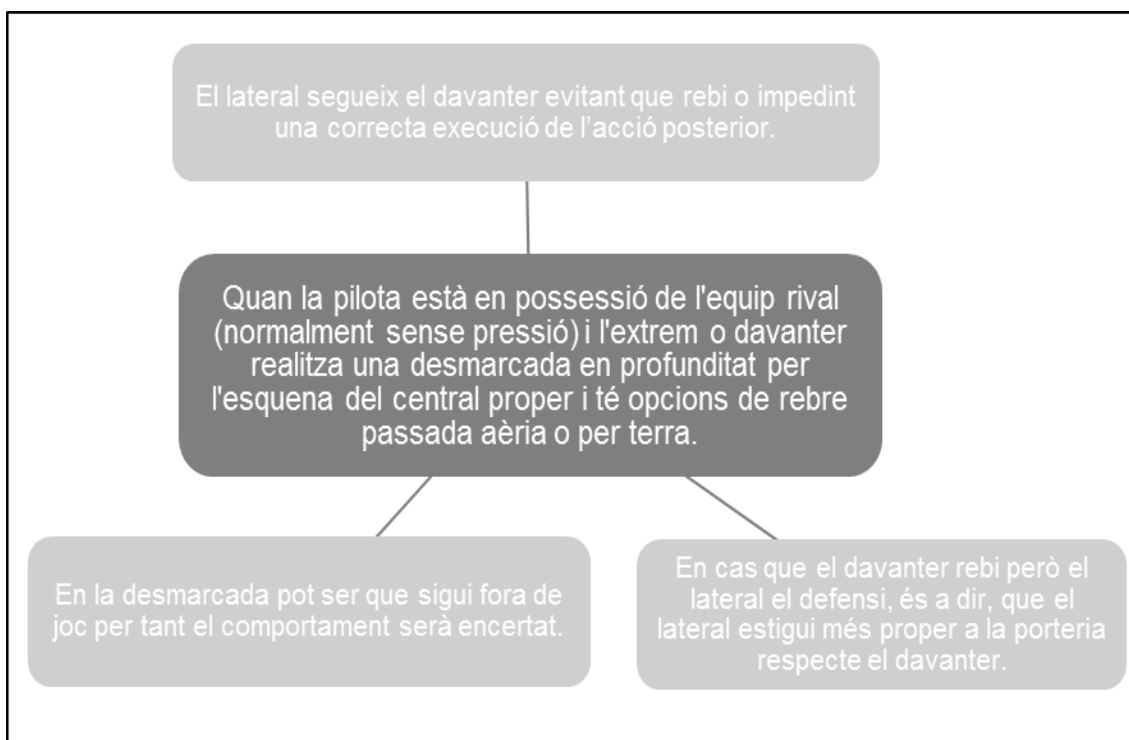 El lateral segueix el davanter evitant que rebi o impedint
una correcta execució de l'acció posterior.
Quan la pilota està en possessió de l'equip rival
(normalment sense pressió) i l'extrem o davanter
realitza una desmarcada en profunditat per
l'esquena del central proper i té opcions de rebre
passada aèria o per terra.
En la desmarcada pot ser que sigui fora de
joc per tant el comportament serà encertat.
En cas que el davanter rebi però el
lateral el defensi, és a dir, que el
lateral estigui més proper a la porteria
respecte el davanter.